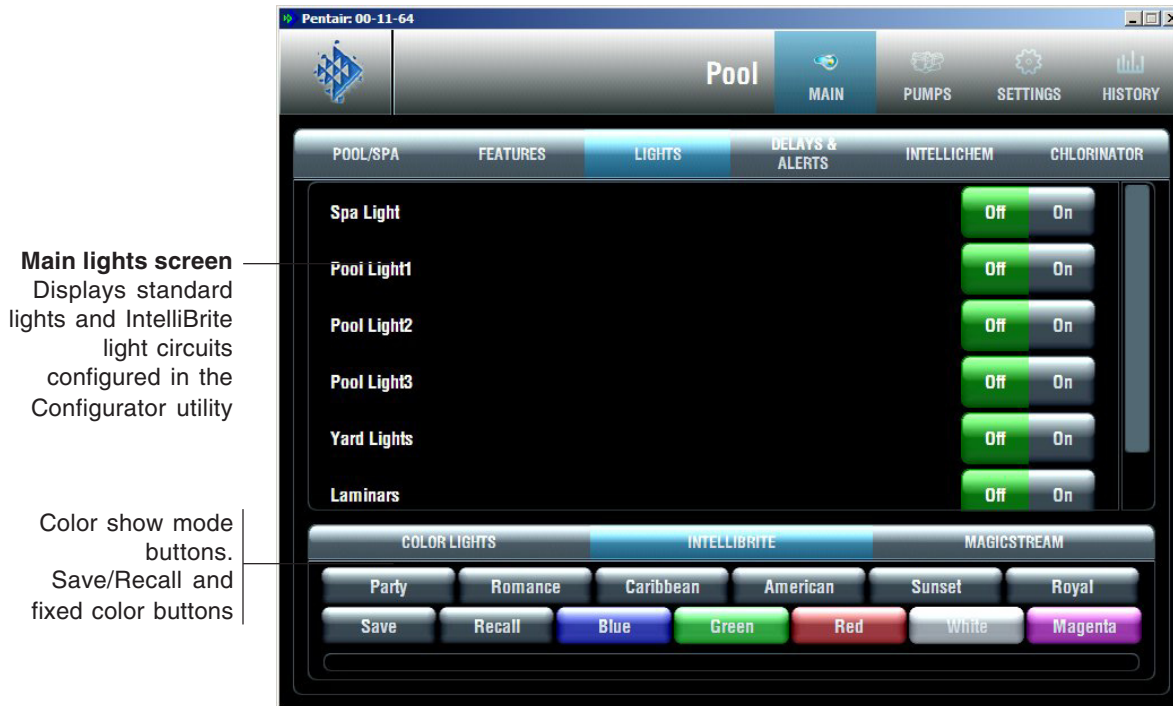 Pentair: 00-11-64
Pool
MAIN
PUMPS
SETTINGS
HISTORY
POOL/SPA
FEATURES
LIGHTS
DELAYS &
ALERTS
INTELLICHEM
CHLORINATOR
Spa Light Off On
Pool Light1 Off On
Pool Light2 Off On
Pool Light3 Off On
Yard Lights Off On
Laminars Off On
Main lights screen
Displays standard
lights and IntelliBrite
light circuits
configured in the
Configurator utility
COLOR LIGHTS
INTELLIBRITE
MAGICSTREAM
Party Romance Caribbean American Sunset Royal
Save Recall Blue Green Red White Magenta
Color show mode
buttons.
Save/Recall and
fixed color buttons